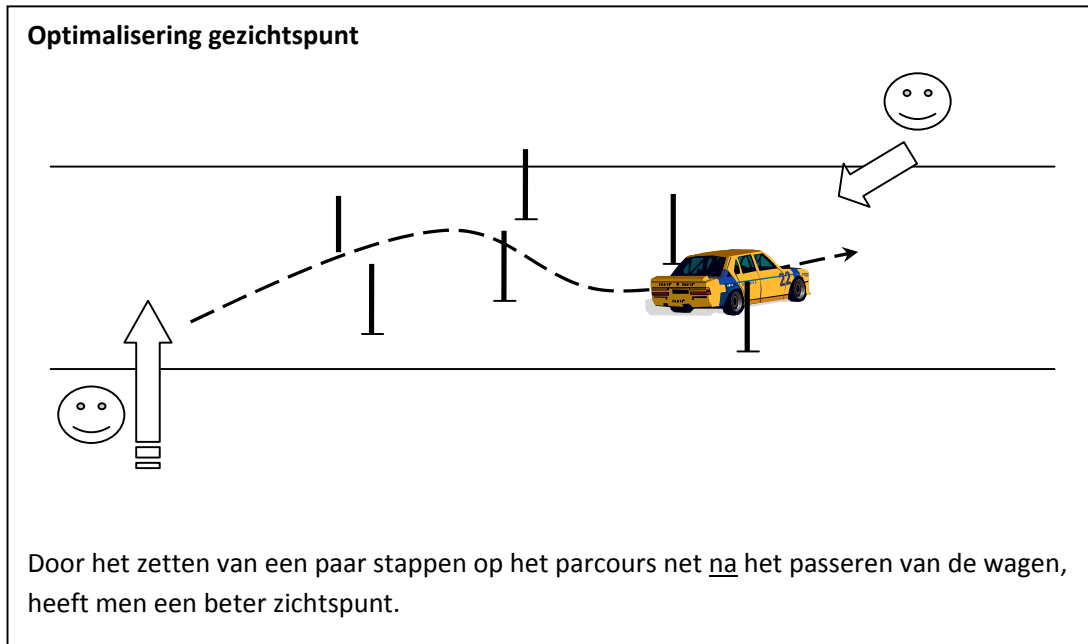 Optimalisering gezichtspunt
22
Door het zetten van een paar stappen op het parcours net na het passeren van de wagen,
heeft men een beter zichtspunt.